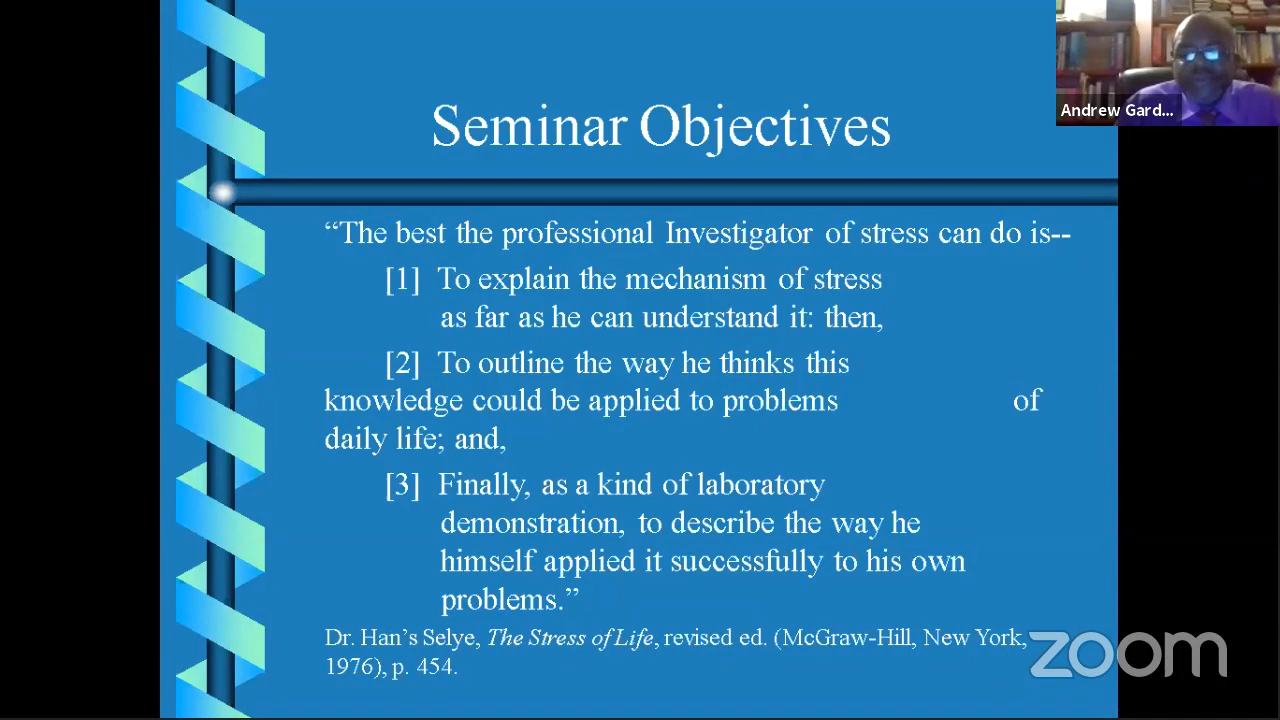 Seminar Objectives
Andrew Gard...
“The best the professional Investigator of stress can do is--
[1] To explain the mechanism of stress
as far as he can understand it: then,
[2] To outline the way he thinks this
knowledge could be applied to problems of
daily life; and,
[3] Finally, as a kind of laboratory
demonstration, to describe the way he
himself applied it successfully to his own
problems.”
Dr. Han’s Selye, The Stress of Life, revised ed. (McGraw-Hill, New York,
1976), p. 454.
zoom